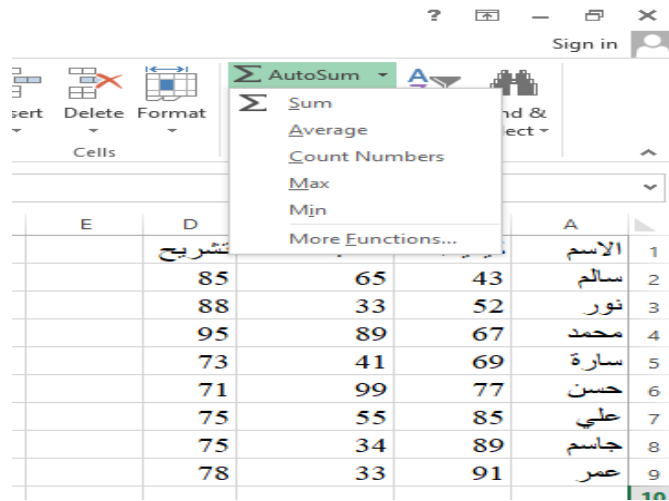 ?
Sign in
AutoSum
Delete Format
Cells
Sum
Average
Count Numbers
Max
Min
More Functions...
A D E
1 الاسم تشريح
2 سالم 43 65 85
3 نور 52 33 88
4 محمد 67 89 95
5 سارة 69 41 73
6 حسن 77 99 71
7 علي 85 55 75
8 جاسم 89 34 75
9 عمر 91 33 78
10